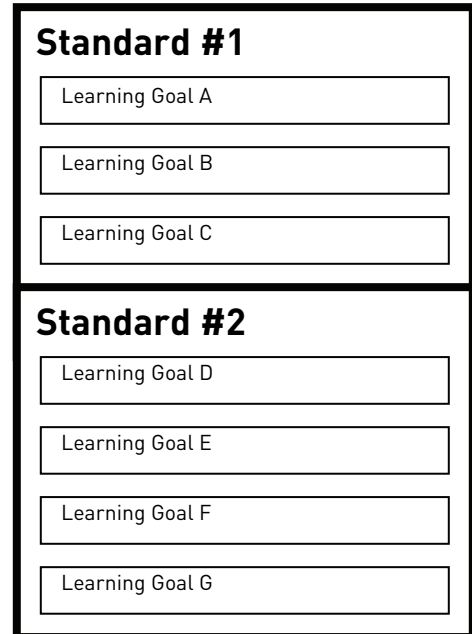 Standard #1
Learning Goal A
Learning Goal B
Learning Goal C
Standard #2
Learning Goal D
Learning Goal E
Learning Goal F
Learning Goal G